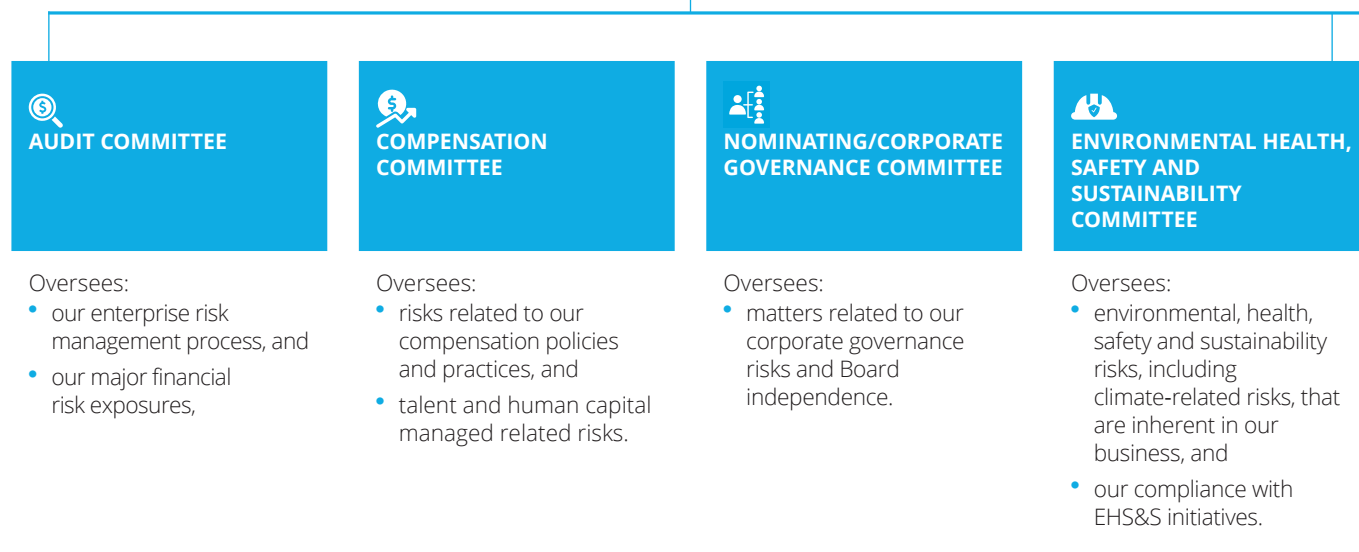 AUDIT COMMITTEE
Oversees:
• our enterprise risk
management process, and
• our major financial
risk exposures,
COMPENSATION
COMMITTEE
Oversees:
• risks related to our
compensation policies
and practices, and
• talent and human capital
managed related risks.
NOMINATING/CORPORATE
GOVERNANCE COMMITTEE
Oversees:
• matters related to our
corporate governance
risks and Board
independence.
ENVIRONMENTAL HEALTH,
SAFETY AND
SUSTAINABILITY
COMMITTEE
Oversees:
• environmental, health,
safety and sustainability
risks, including
climate-related risks, that
are inherent in our
business, and
• our compliance with
EHS&S initiatives.